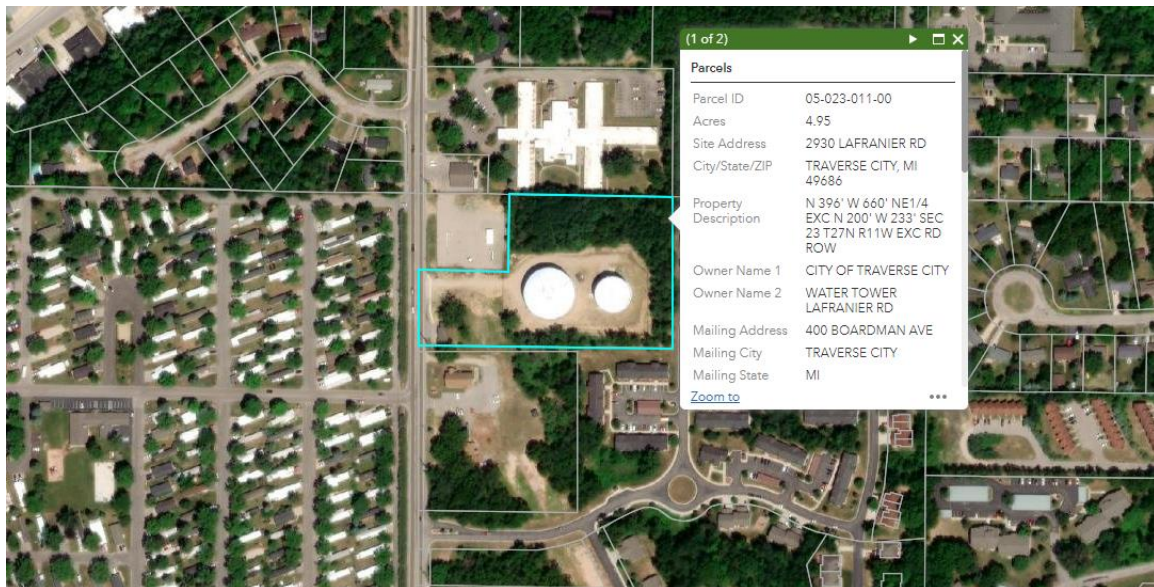 (1 of 2)
Parcels
Parcel ID 05-023-011-00
Acres 4.95
Site Address 2930 LAFRANIER RD
City/State/ZIP TRAVERSE CITY, MI
49686
Property N 396' W 660' NE1/4
Description EXC N 200' W 233' SEC
23 T27N R11W EXC RD
ROW
Owner Name 1 CITY OF TRAVERSE CITY
Owner Name 2 WATER TOWER
LAFRANIER RD
Mailing Address 400 BOARDMAN AVE
Mailing City TRAVERSE CITY
Mailing State MI
Zoom to